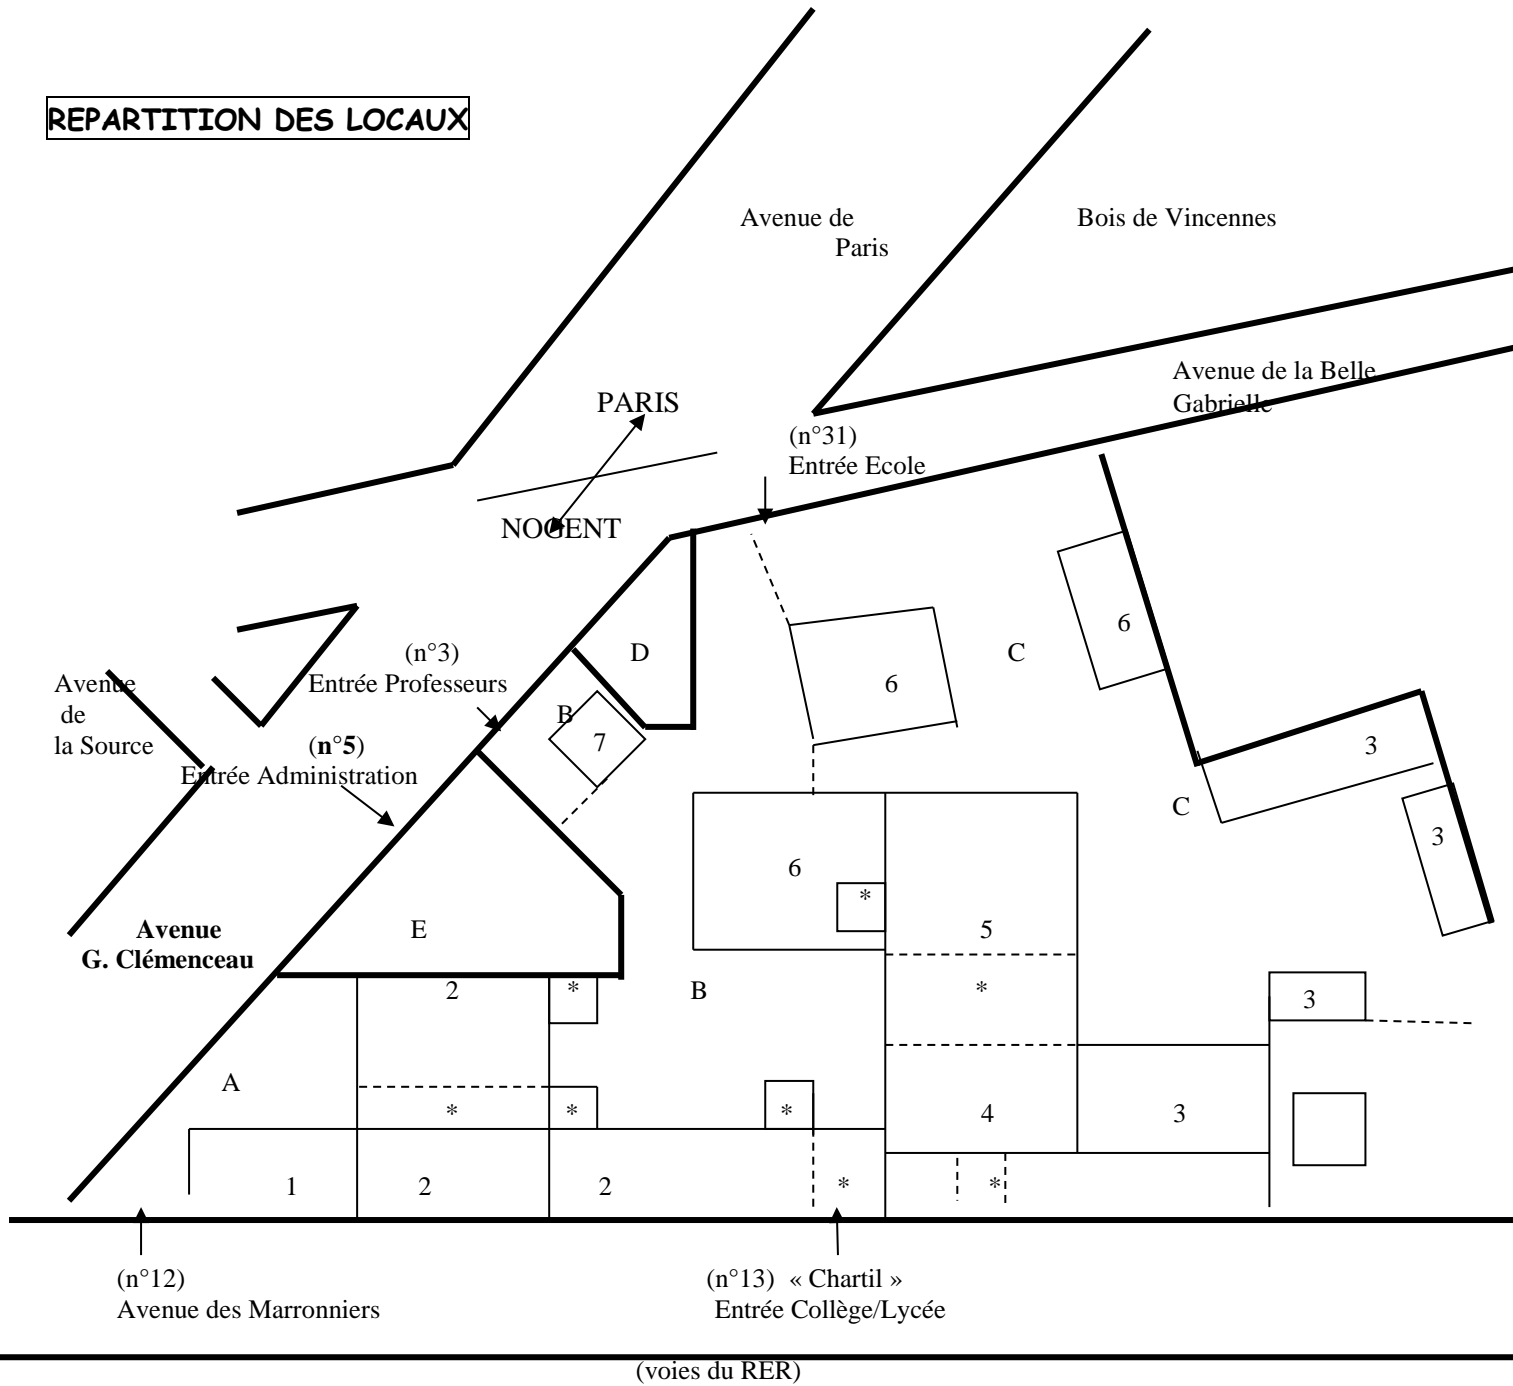 REPARTITION DES LOCAUX
Avenue de
Paris
Bois de Vincennes
Avenue de la Belle
Gabrielle
PARIS
(n°31)
Entrée Ecole
NOGENT
6
(n°3)
Entrée Professeurs
D
C
6
Avenue
de
la Source
B
7
(n°5)
Entrée Administration
3
C
3
6
*
Avenue
G. Clémenceau
E
5
2
*
B
*
3
A
*
*
*
4
3
1
2
2
*
*
(n°12)
Avenue des Marronniers
(n°13) « Chartil »
Entrée Collège/Lycée
(voies du RER)